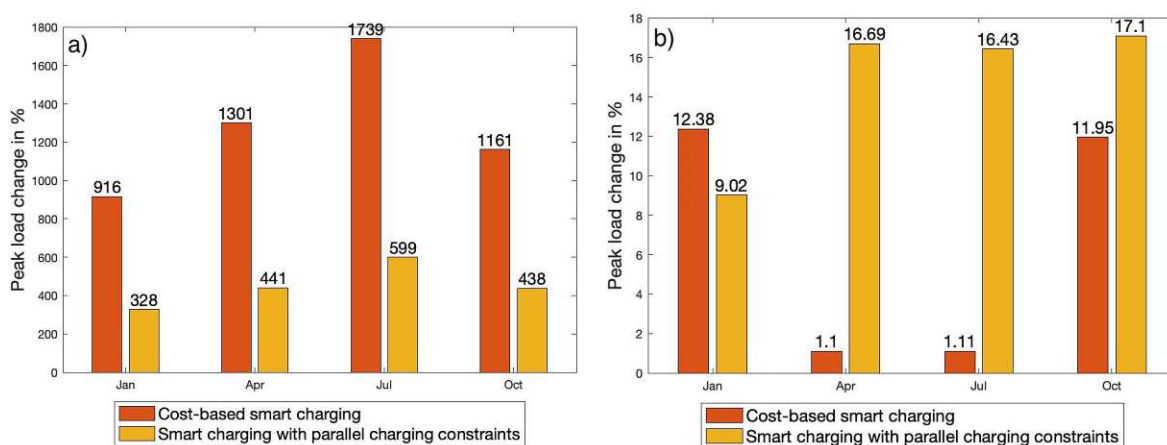 a)
Peak load change in %
1800
1600
1400
1200
1000
800
600
400
200
0
916
328
1301
441
1739
599
1161
438
Jan
Apr
Jul
Oct
Cost-based smart charging
Smart charging with parallel charging constraints
b)
Peak load change in %
18
16
14
12
10
8
6
4
2
0
12.38
9.02
1.1
16.69
1.11
16.43
11.95
17.1
Jan
Apr
Jul
Oct
Cost-based smart charging
Smart charging with parallel charging constraints